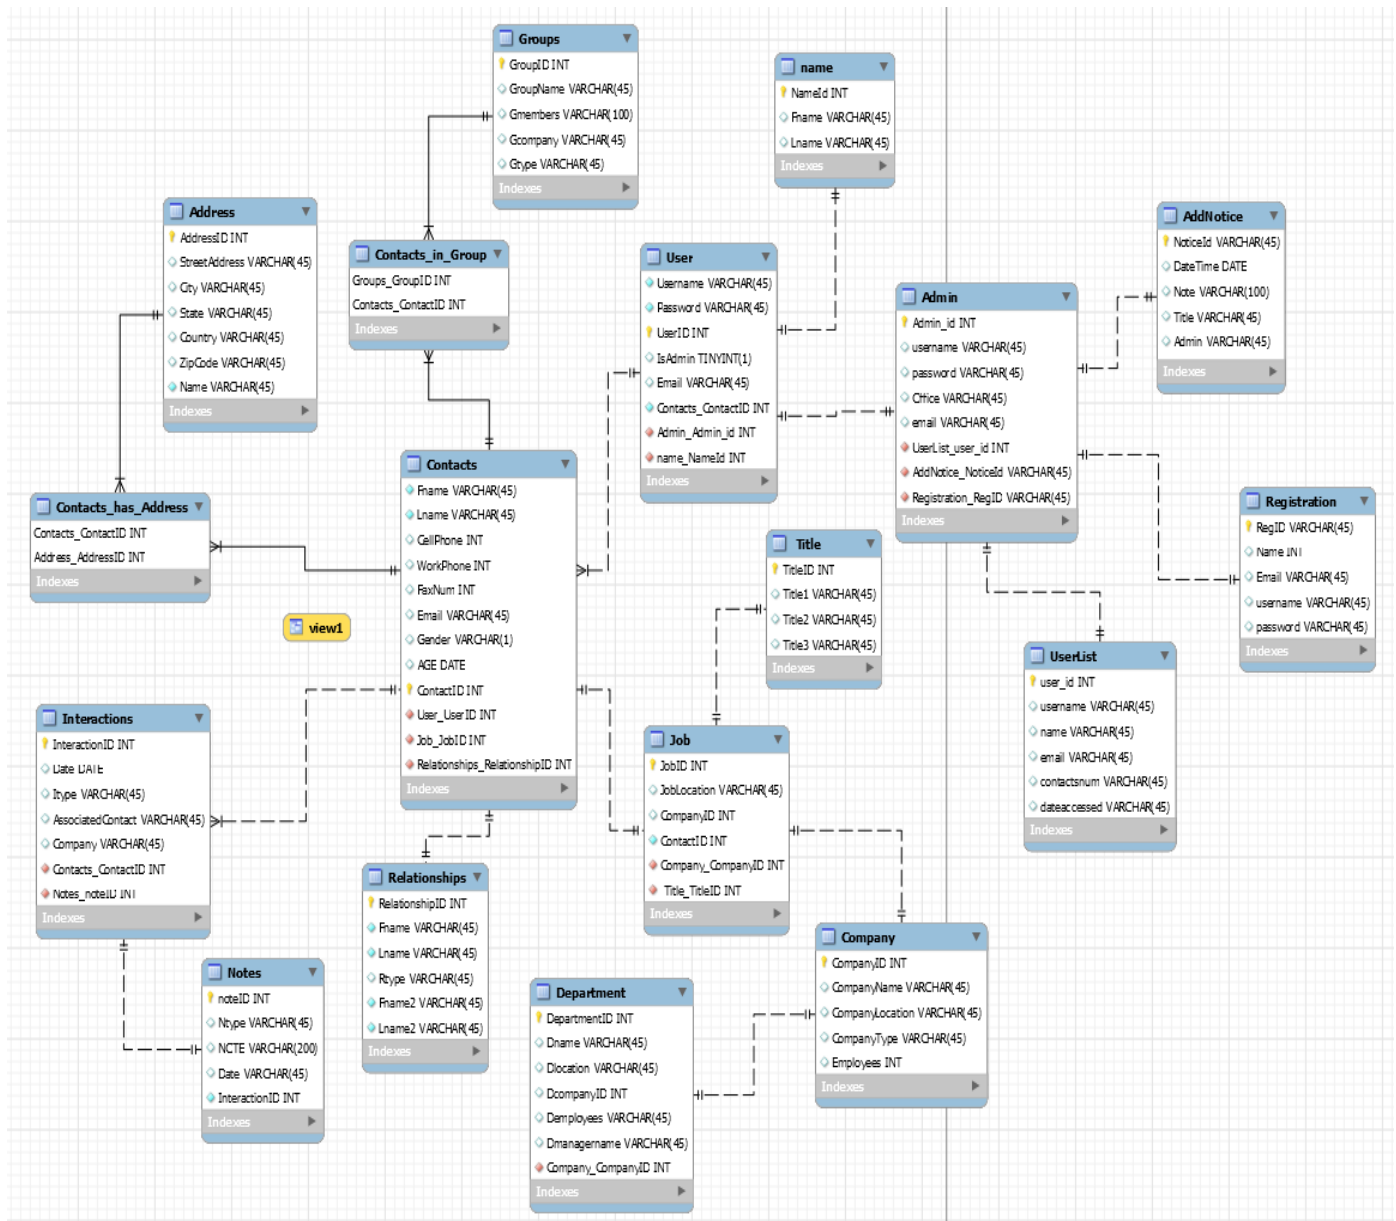 Groups
GroupID INT
GroupName VARCHAR(45)
Gmembers VARCHAR(100)
Gcompany VARCHAR(45)
Gtype VARCHAR(45)
Indexes
name
NameId INT
Fname VARCHAR(45)
Lname VARCHAR(45)
Indexes
Address
AddressID INT
StreetAddress VARCHAR(45)
City VARCHAR(45)
State VARCHAR(45)
Country VARCHAR(45)
ZipCode VARCHAR(45)
Name VARCHAR(45)
Indexes
Contacts_in_Group
Groups_GroupID INT
Contacts_ContactID INT
Indexes
User
Username VARCHAR(45)
Password VARCHAR(45)
UserID INT
IsAdmin TINYINT(1)
Email VARCHAR(45)
Contacts_ContactID INT
Admin_Admin_id INT
name_NameId INT
Indexes
Admin
Admin_id INT
username VARCHAR(45)
password VARCHAR(45)
Office VARCHAR(45)
email VARCHAR(45)
UserList_user_id INT
AddNotice_NoticeId VARCHAR(45)
Registration_RegID VARCHAR(45)
Indexes
AddNotice
NoticeId VARCHAR(45)
DateTime DATE
Note VARCHAR(100)
Title VARCHAR(45)
Admin VARCHAR(45)
Indexes
Contacts_has_Address
Contacts_ContactID INT
Address_AddressID INT
Indexes
Contacts
Fname VARCHAR(45)
Lname VARCHAR(45)
CellPhone INT
WorkPhone INT
FaxNum INT
Email VARCHAR(45)
Gender VARCHAR(1)
AGE DATE
ContactID INT
User_UserID INT
Job_JobID INT
Relationships_RelationshipID INT
Indexes
Registration
RegID VARCHAR(45)
Name INT
Email VARCHAR(45)
username VARCHAR(45)
password VARCHAR(45)
Indexes
Title
TitleID INT
Title1 VARCHAR(45)
Title2 VARCHAR(45)
Title3 VARCHAR(45)
Indexes
view1
UserList
user_id INT
username VARCHAR(45)
name VARCHAR(45)
email VARCHAR(45)
contactsnum VARCHAR(45)
dateaccessed VARCHAR(45)
Indexes
Interactions
InteractionID INT
Date DATE
Itype VARCHAR(45)
AssociatedContact VARCHAR(45)
Company VARCHAR(45)
Contacts_ContactID INT
Notes_noteID INT
Indexes
Job
JobID INT
JobLocation VARCHAR(45)
CompanyID INT
ContactID INT
Company_CompanyID INT
Title_TitleID INT
Indexes
Relationships
RelationshipID INT
Fname VARCHAR(45)
Lname VARCHAR(45)
Rtype VARCHAR(45)
Fname2 VARCHAR(45)
Lname2 VARCHAR(45)
Indexes
Company
CompanyID INT
CompanyName VARCHAR(45)
CompanyLocation VARCHAR(45)
CompanyType VARCHAR(45)
Employees INT
Indexes
Notes
noteID INT
Ntype VARCHAR(45)
NOTE VARCHAR(200)
Date VARCHAR(45)
InteractionID INT
Indexes
Department
DepartmentID INT
Dname VARCHAR(45)
Dlocation VARCHAR(45)
DcompanyID INT
Demployees VARCHAR(45)
Dmanagername VARCHAR(45)
Company_CompanyID INT
Indexes